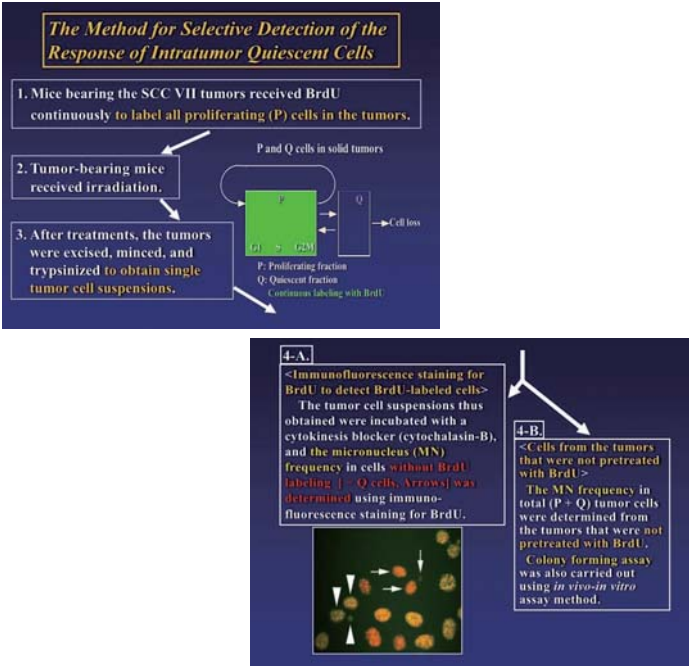 The Method for Selective Detection of the
Response of Intratumor Quiescent Cells
1. Mice bearing the SCC VII tumors received BrdU
continuously to label all proliferating (P) cells in the tumors.
2. Tumor-bearing mice
received irradiation.
3. After treatments, the tumors
were excised, minced, and
trypsinized to obtain single
tumor cell suspensions.
P and Q cells in solid tumors
P
Q
Cell loss
G1 S G2M
P: Proliferating fraction
Q: Quiescent fraction
Continuous labeling with BrdU
4-A.
<Immunofluorescence staining for
BrdU to detect BrdU-labeled cells>
The tumor cell suspensions thus
obtained were incubated with a
cytokinesis blocker (cytochalasin-B),
and the micronucleus (MN)
frequency in cells without BrdU
labeling [ = Q cells, Arrows] was
determined using immuno-
fluorescence staining for BrdU.
4-B.
<Cells from the tumors
that were not pretreated
with BrdU>
The MN frequency in
total (P + Q) tumor cells
were determined from
the tumors that were not
pretreated with BrdU.
Colony forming assay
was also carried out
using in vivo-in vitro
assay method.